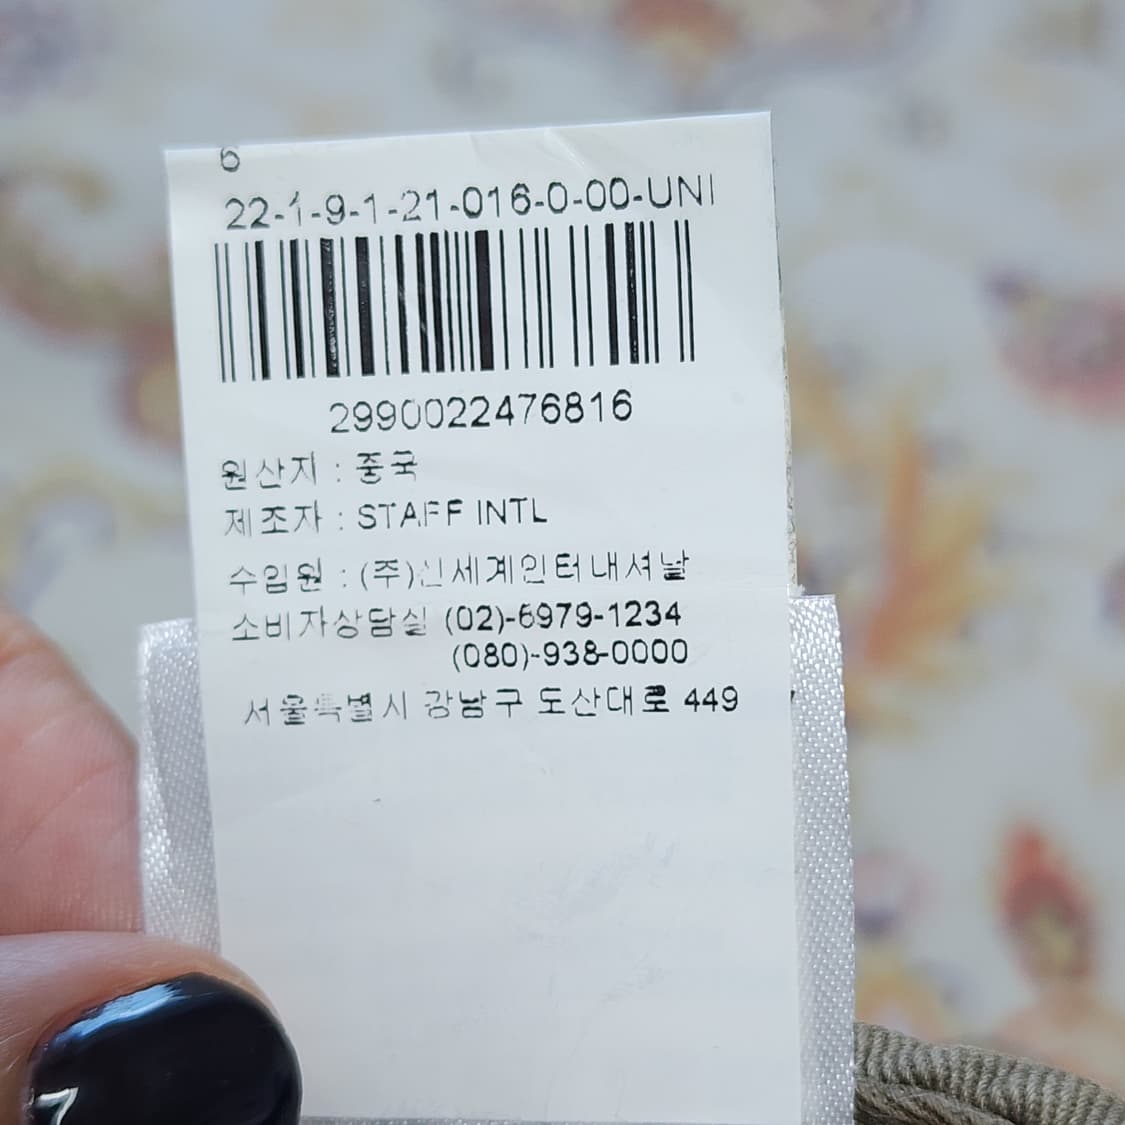 6
22-1-9-1-21-016-0-00-UNI
2990022476816
원산지 : 중국
제조자 : STAFF INTL
수입원 : (주)신세계인터내셔날
소비자상담실 (02)-6979-1234
(080)-938-0000
서울특별시 강남구 도산대로 449
7